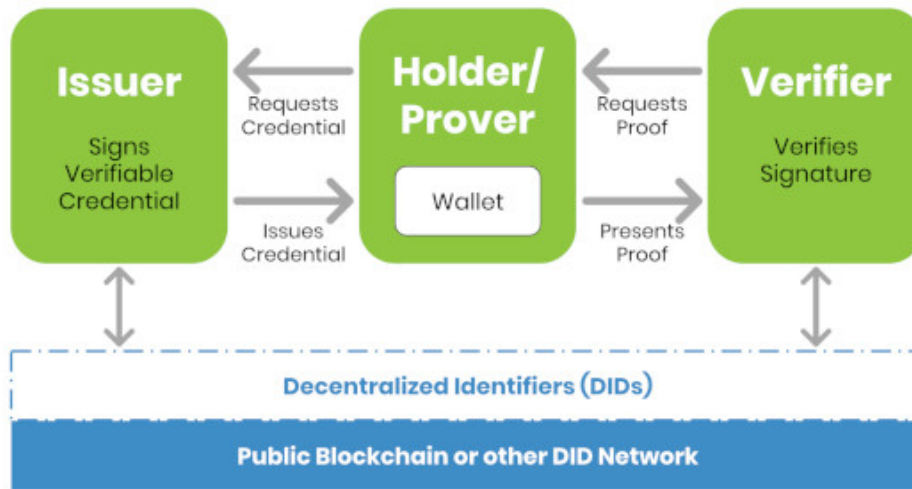 Issuer
Signs
Verifiable
Credential
Requests
Credential
Issues
Credential
Holder/
Prover
Wallet
Requests
Proof
Presents
Proof
Verifier
Verifies
Signature
Decentralized Identifiers (DIDs)
Public Blockchain or other DID Network